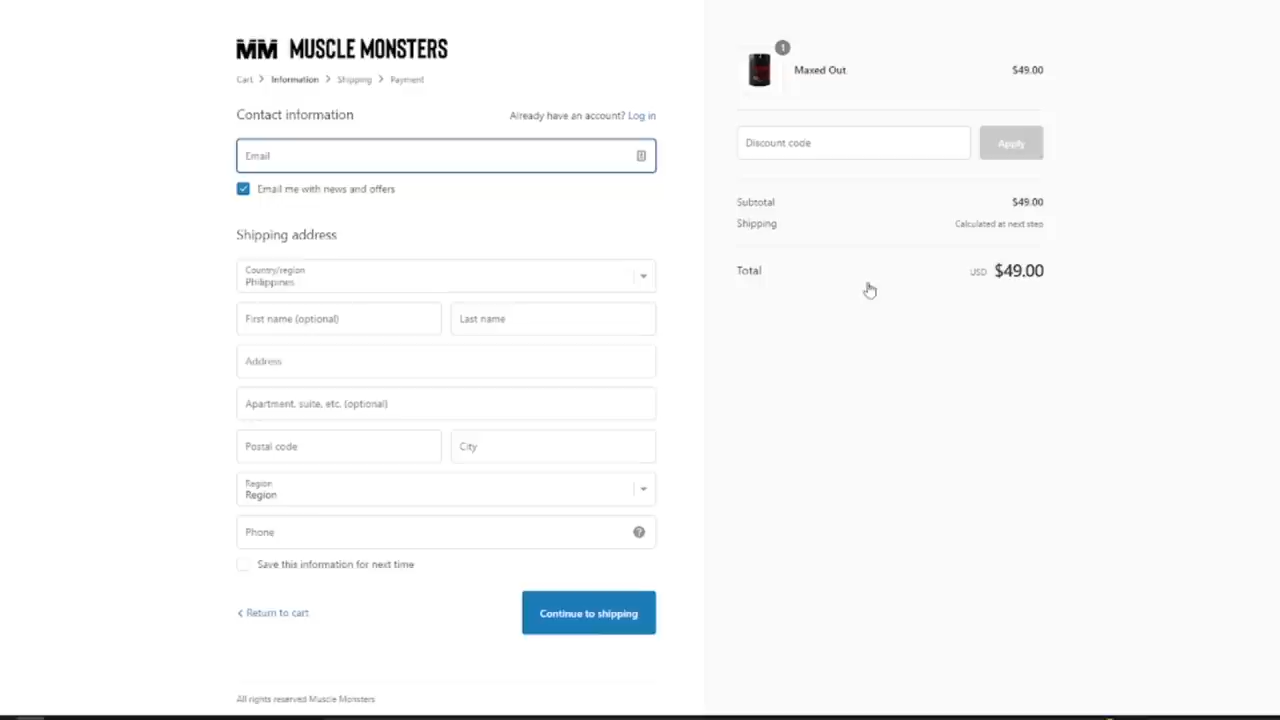 MM MUSCLE MONSTERS
Cart > Information > Shipping > Payment
Contact information
Already have an account? Log in
Email
Email me with news and offers
Shipping address
Country/region
Philippines
First name (optional)
Last name
Address
Apartment, suite, etc. (optional)
Postal code
City
Region
Region
Phone
?
Save this information for next time
< Return to cart
Continue to shipping
All rights reserved Muscle Monsters
1
Maxed Out
$49.00
Discount code
Apply
Subtotal
$49.00
Shipping
Calculated at next step
Total
USD $49.00